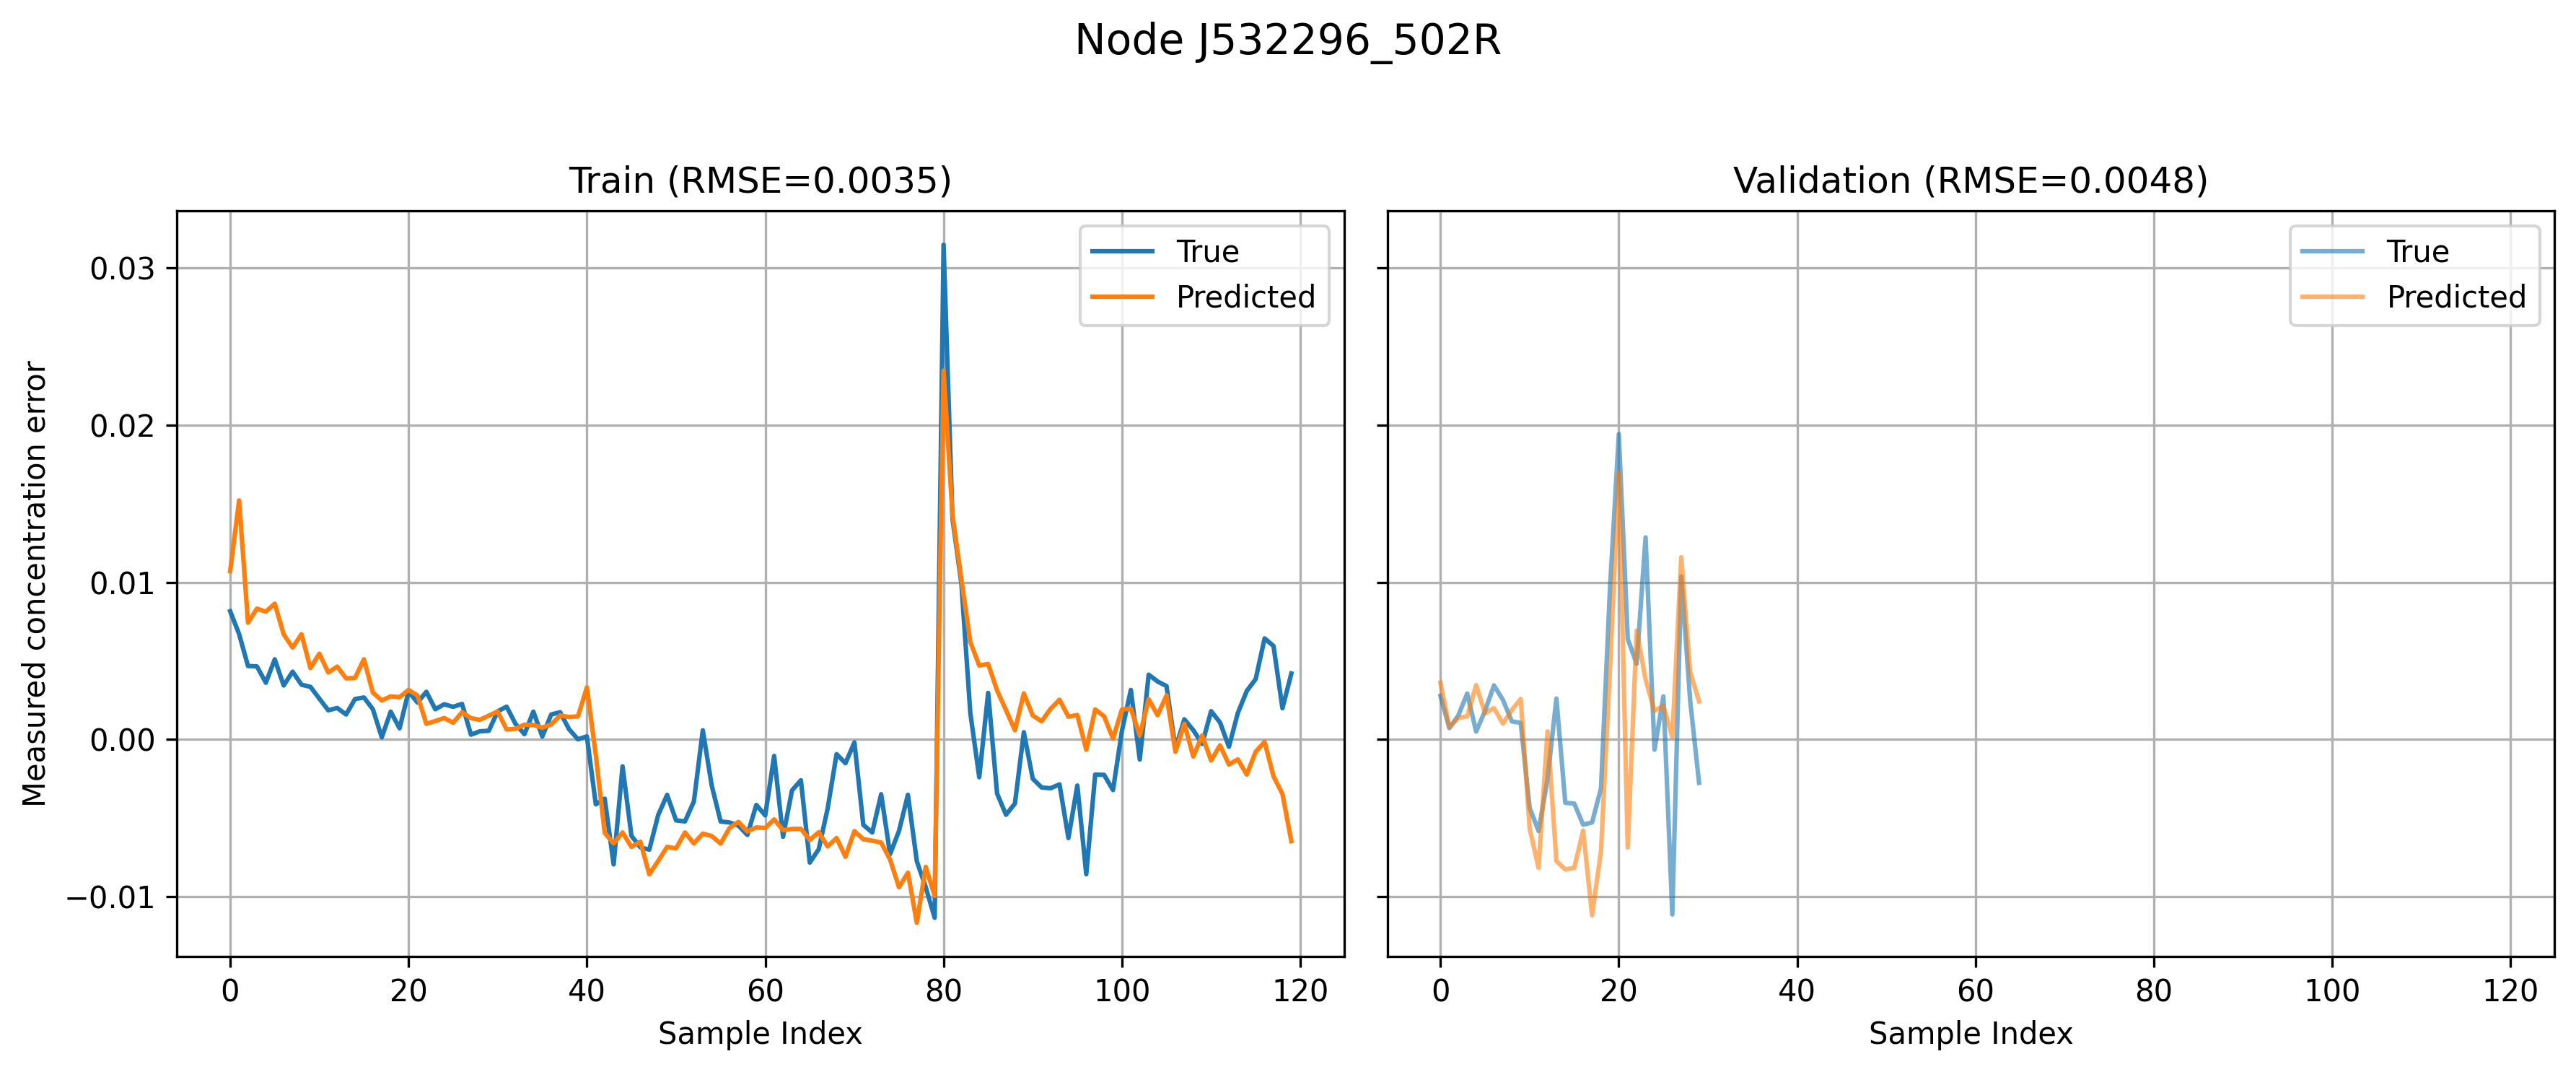 Node J532296_502R
Train (RMSE=0.0035)
Measured concentration error
0.03
0.02
0.01
0.00
−0.01
True
Predicted
0 20 40 60 80 100 120
Sample Index
Validation (RMSE=0.0048)
True
Predicted
0 20 40 60 80 100 120
Sample Index